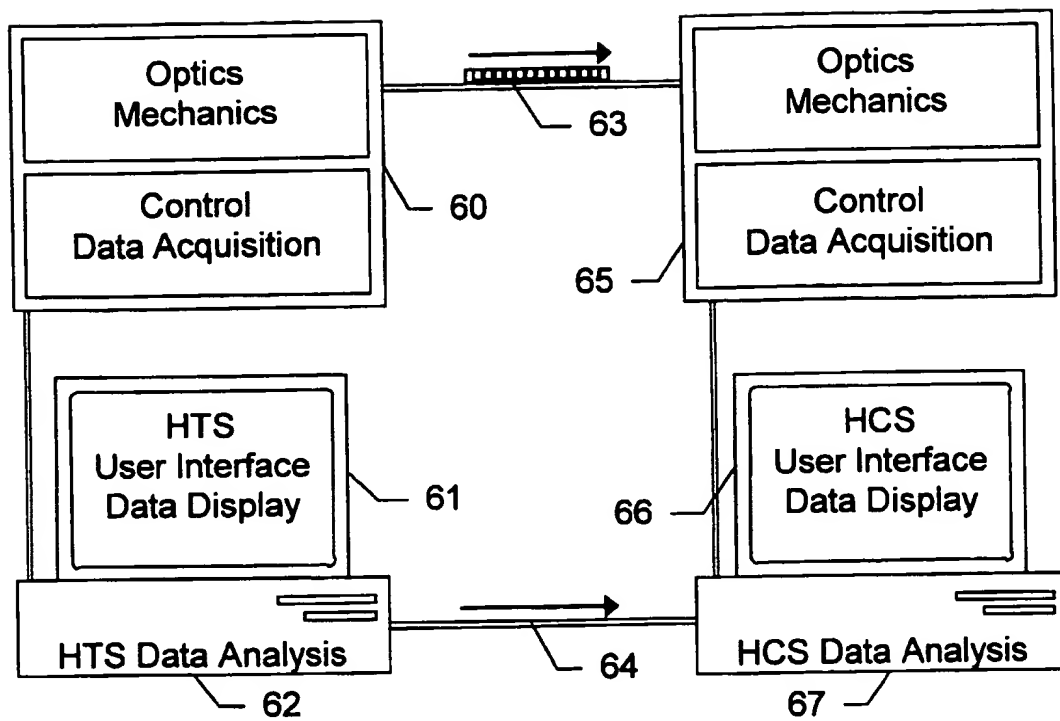 Optics
Mechanics
Control
Data Acquisition
60
63
Optics
Mechanics
Control
Data Acquisition
65
HTS
User Interface
Data Display
61
HTS Data Analysis
62
64
HCS
User Interface
Data Display
66
HCS Data Analysis
67